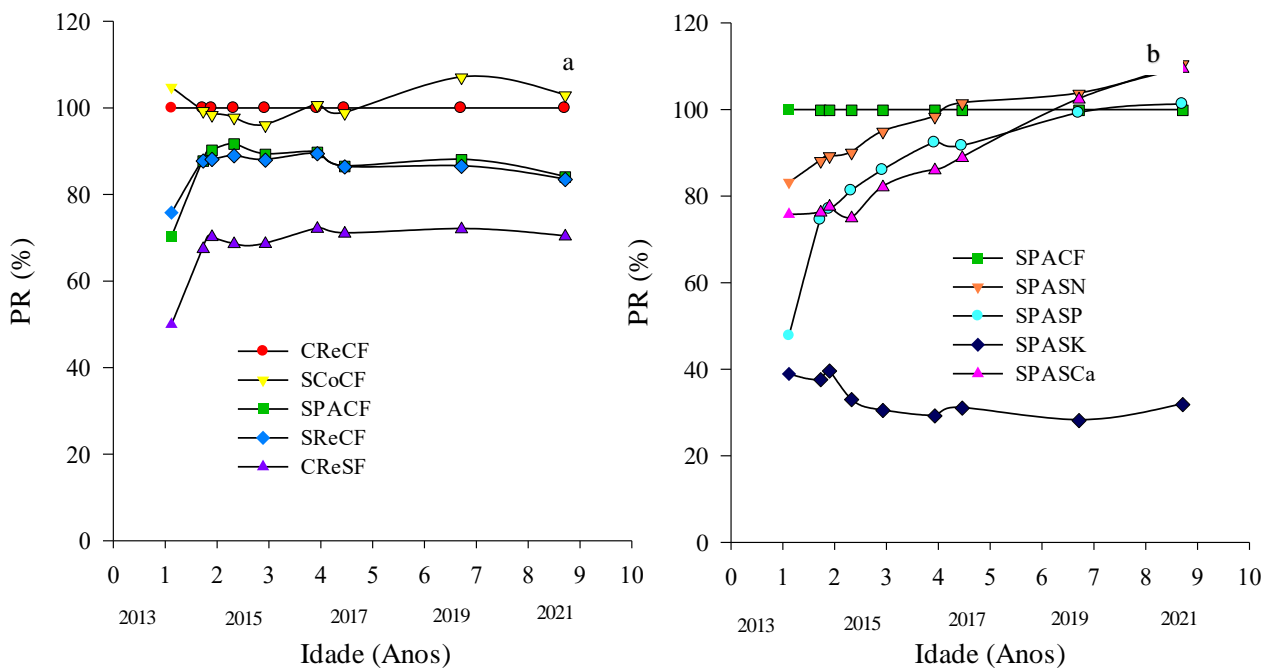 a
120
100
80
60
40
20
0
PR (%)
CReCF
SCoCF
SPACF
SReCF
CReSF
0 1 2 3 4 5 6 7 8 9 10
2013 2015 2017 2019 2021
Idade (Anos)
b
120
100
80
60
40
20
0
PR (%)
SPACF
SPASN
SPASP
SPASK
SPASCa
0 1 2 3 4 5 6 7 8 9 10
2013 2015 2017 2019 2021
Idade (Anos)